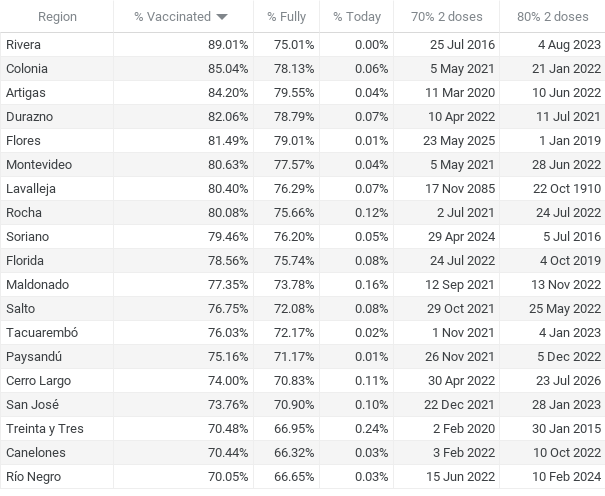 Region % Vaccinated % Fully % Today 70% 2 doses 80% 2 doses
Rivera 89.01% 75.01% 0.00% 25 Jul 2016 4 Aug 2023
Colonia 85.04% 78.13% 0.06% 5 May 2021 21 Jan 2022
Artigas 84.20% 79.55% 0.04% 11 Mar 2020 10 Jun 2022
Durazno 82.06% 78.79% 0.07% 10 Apr 2022 11 Jul 2021
Flores 81.49% 79.01% 0.01% 23 May 2025 1 Jan 2019
Montevideo 80.63% 77.57% 0.04% 5 May 2021 28 Jun 2022
Lavalleja 80.40% 76.29% 0.07% 17 Nov 2085 22 Oct 1910
Rocha 80.08% 75.66% 0.12% 2 Jul 2021 24 Jul 2022
Soriano 79.46% 76.20% 0.05% 29 Apr 2024 5 Jul 2016
Florida 78.56% 75.74% 0.08% 24 Jul 2022 4 Oct 2019
Maldonado 77.35% 73.78% 0.16% 12 Sep 2021 13 Nov 2022
Salto 76.75% 72.08% 0.08% 29 Oct 2021 25 May 2022
Tacuarembó 76.03% 72.17% 0.02% 1 Nov 2021 4 Jan 2023
Paysandú 75.16% 71.17% 0.01% 26 Nov 2021 5 Dec 2022
Cerro Largo 74.00% 70.83% 0.11% 30 Apr 2022 23 Jul 2026
San José 73.76% 70.90% 0.10% 22 Dec 2021 28 Jan 2023
Treinta y Tres 70.48% 66.95% 0.24% 2 Feb 2020 30 Jan 2015
Canelones 70.44% 66.32% 0.03% 3 Feb 2022 10 Oct 2022
Río Negro 70.05% 66.65% 0.03% 15 Jun 2022 10 Feb 2024